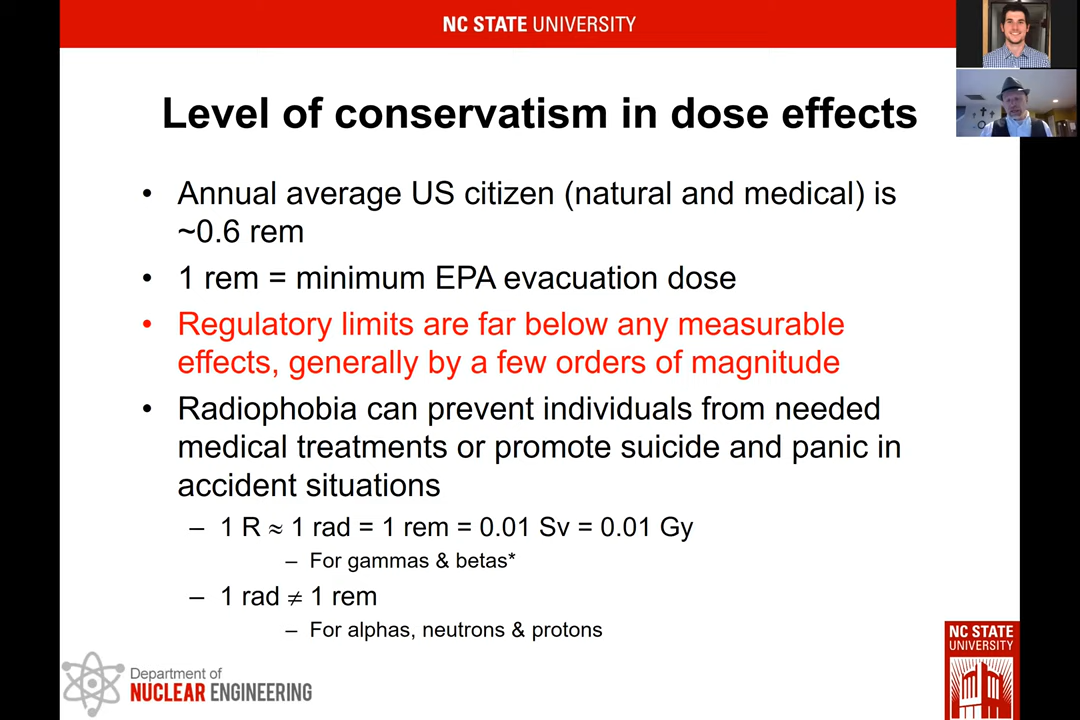 NC STATE UNIVERSITY
Level of conservatism in dose effects
• Annual average US citizen (natural and medical) is
~0.6 rem
• 1 rem = minimum EPA evacuation dose
• Regulatory limits are far below any measurable
effects, generally by a few orders of magnitude
• Radiophobia can prevent individuals from needed
medical treatments or promote suicide and panic in
accident situations
– 1 R ≈ 1 rad = 1 rem = 0.01 Sv = 0.01 Gy
– For gammas & betas*
– 1 rad ≠ 1 rem
– For alphas, neutrons & protons
Department of
NUCLEAR ENGINEERING
NC STATE
UNIVERSITY